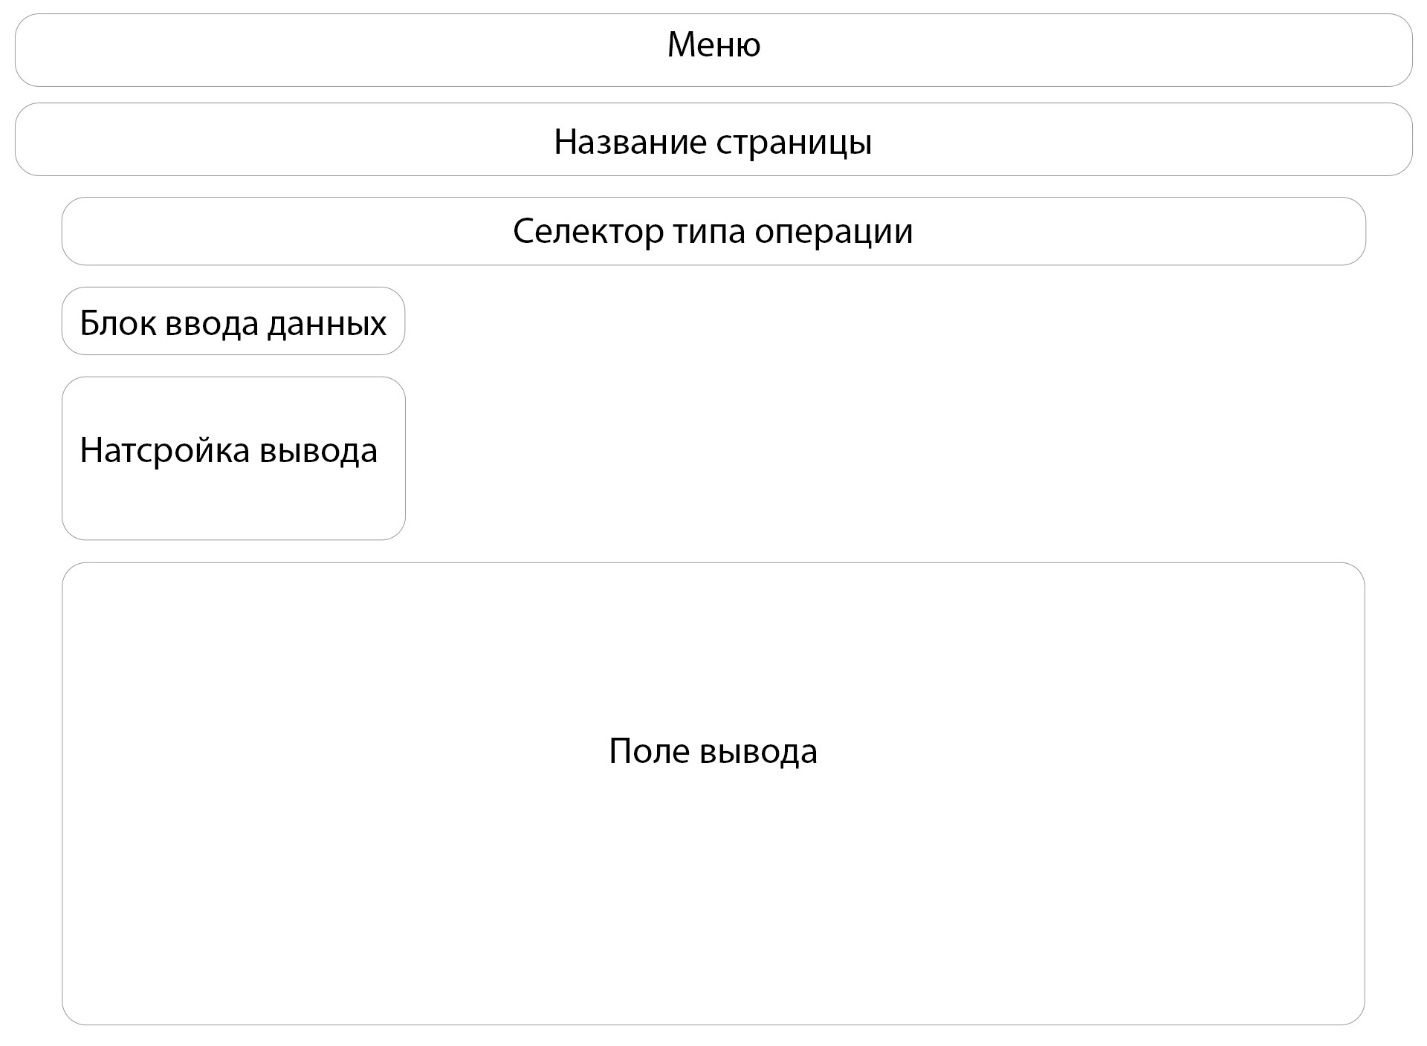 Меню
Название страницы
Селектор типа операции
Блок ввода данных
Натсройка вывода
Поле вывода